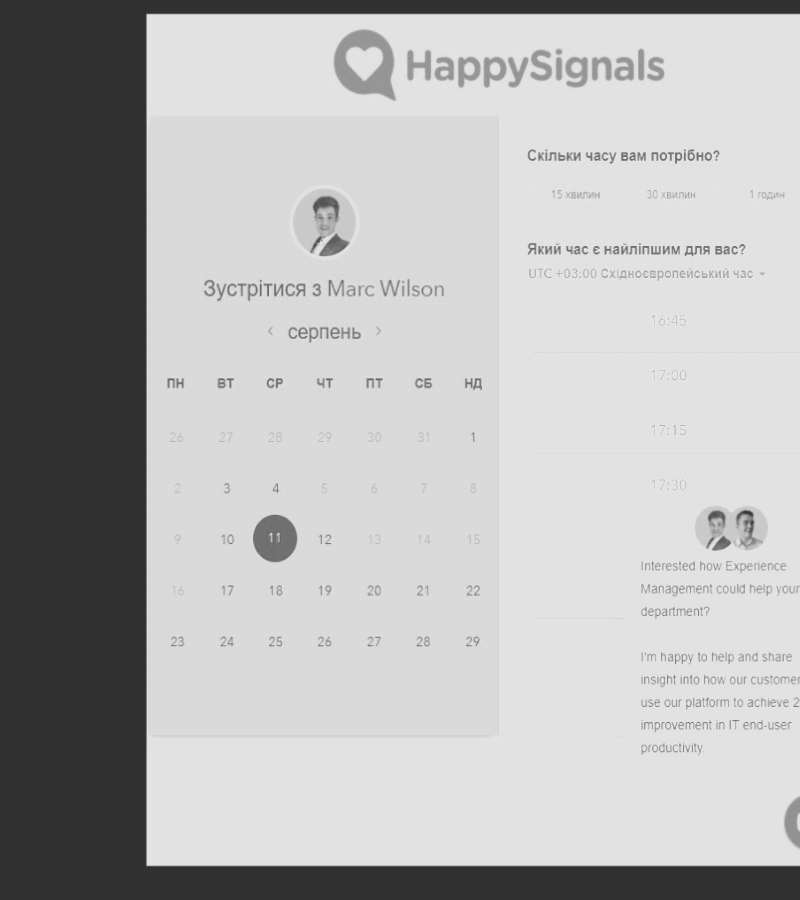 HappySignals
Зустрітися з Marc Wilson
серпень
ПН ВТ СР ЧТ ПТ СБ НД
26 27 28 29 30 31 1
2 3 4 5 6 7 8
9 10 11 12 13 14 15
16 17 18 19 20 21 22
23 24 25 26 27 28 29
Скільки часу вам потрібно?
15 хвилин 30 хвилин 1 годин
Який час є найліпшим для вас?
UTC +03:00 Східноєвропейський час
16:45
17:00
17:15
17:30
Interested how Experience
Management could help your
department?
I'm happy to help and share
insight into how our customer
use our platform to achieve 2
improvement in IT end-user
productivity.